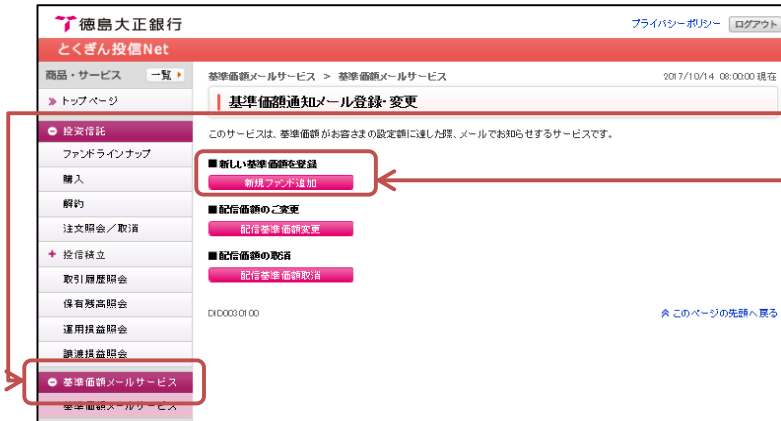 徳島大正銀行
プライバシーポリシー ログアウト
とくぎん投信Net
商品・サービス 一覧
基準価額メールサービス > 基準価額メールサービス
2017/10/14 08:00:00 現在
トップページ
基準価額通知メール登録・変更
投資信託
このサービスは、基準価額がお客さまの設定額に達した際、メールでお知らせするサービスです。
ファンドラインナップ
■新しい基準価額を登録
購入
新規ファンド追加
解約
■配信価額のご変更
注文照会／取消
配信基準価額変更
投信積立
■配信価額の取消
取引履歴照会
配信基準価額取消
保有残高照会
DID0030100
このページの先頭へ戻る
運用損益照会
譲渡損益照会
基準価額メールサービス
基準価額メールサービス